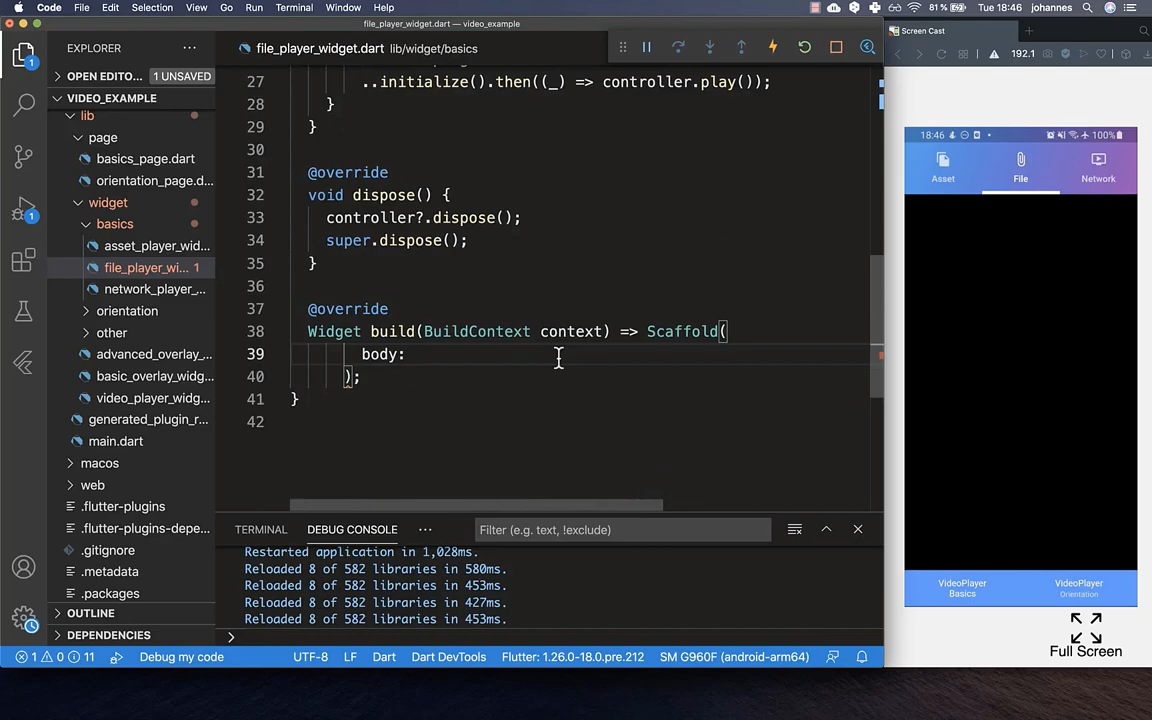 Code File Edit Selection View Go Run Terminal Window Help 81% Tue 18:46 johannes
file_player_widget.dart — video_example
EXPLORER
OPEN EDITO... 1 UNSAVED
VIDEO_EXAMPLE
lib
page
basics_page.dart
orientation_page.d...
widget
basics
asset_player_wid...
file_player_wi... 1
network_player_...
orientation
other
advanced_overlay_...
basic_overlay_widg...
video_player_widg...
generated_plugin_r...
main.dart
macos
web
.flutter-plugins
.flutter-plugins-depe...
.gitignore
.metadata
.packages
OUTLINE
DEPENDENCIES
1
1
file_player_widget.dart lib/widget/basics
27 ..initialize().then((_) => controller.play());
28 }
29 }
30
31 @override
32 void dispose() {
33 controller?.dispose();
34 super.dispose();
35 }
36
37 @override
38 Widget build(BuildContext context) => Scaffold(
39 body:
40 );
41 }
42
TERMINAL DEBUG CONSOLE ... Filter (e.g. text, !exclude)
Restarted application in 1,028ms.
Reloaded 8 of 582 libraries in 580ms.
Reloaded 8 of 582 libraries in 453ms.
Reloaded 8 of 582 libraries in 427ms.
Reloaded 8 of 582 libraries in 453ms.
1 0 11 Debug my code UTF-8 LF Dart Dart DevTools Flutter: 1.26.0-18.0.pre.212 SM G960F (android-arm64)
Screen Cast
192.1
18:46 100%
Asset File Network
VideoPlayer
Basics
VideoPlayer
Orientation
Full Screen